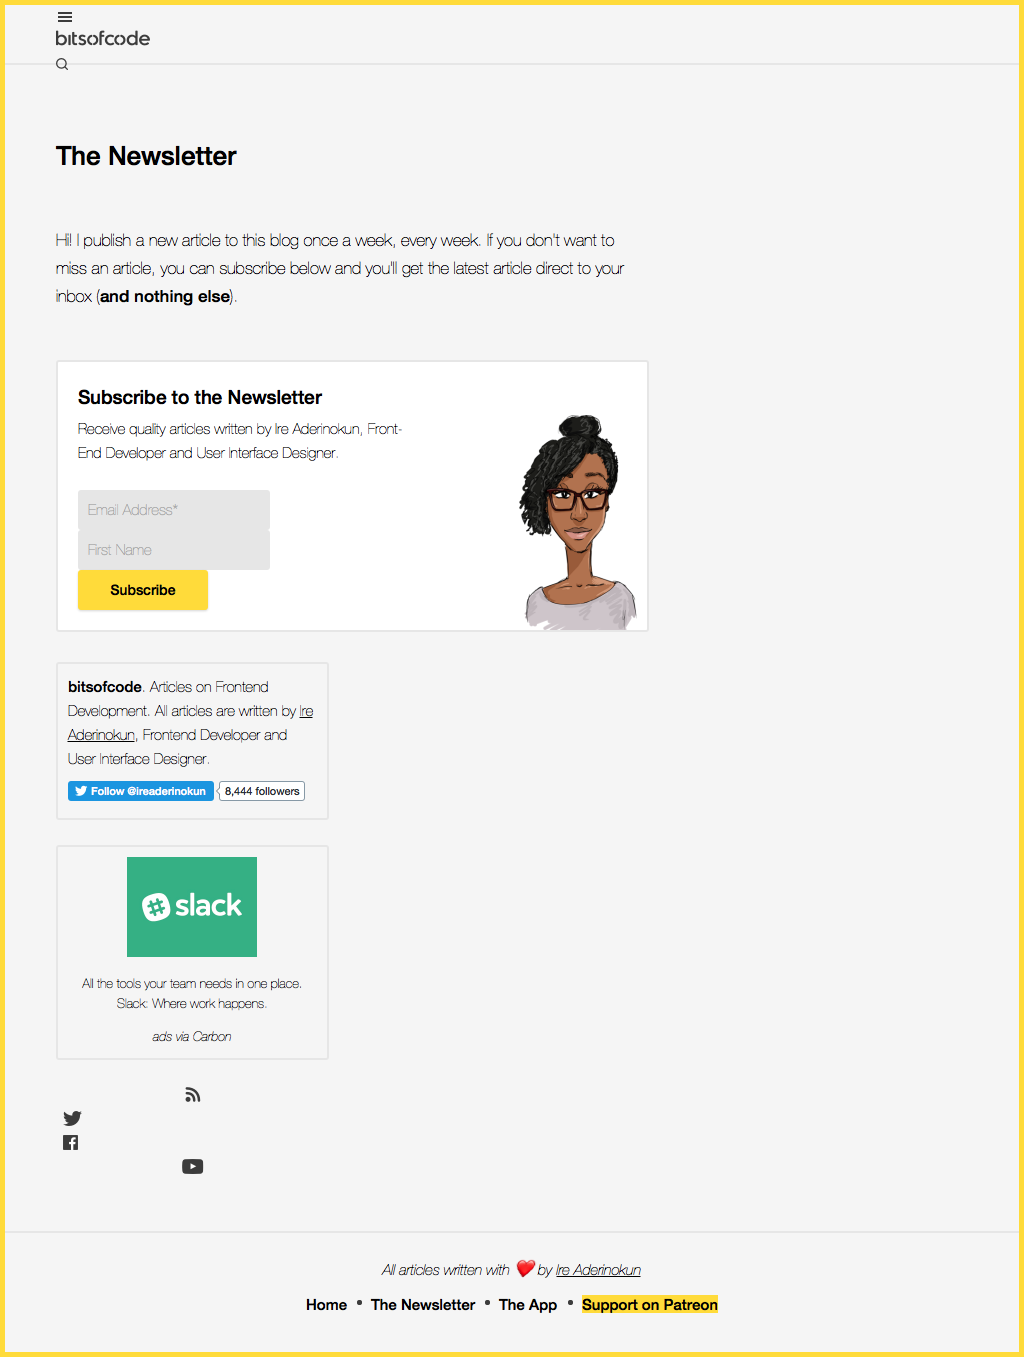 bitsofcode
The Newsletter
Hi! I publish a new article to this blog once a week, every week. If you don't want to
miss an article, you can subscribe below and you'll get the latest article direct to your
inbox (and nothing else).
Subscribe to the Newsletter
Receive quality articles written by Ire Aderinokun, Front-
End Developer and User Interface Designer.
Email Address*
First Name
Subscribe
bitsofcode. Articles on Frontend
Development. All articles are written by Ire
Aderinokun, Frontend Developer and
User Interface Designer.
Follow @ireaderinokun 8,444 followers
slack
All the tools your team needs in one place.
Slack: Where work happens.
ads via Carbon
All articles written with ❤️ by Ire Aderinokun
Home • The Newsletter • The App • Support on Patreon